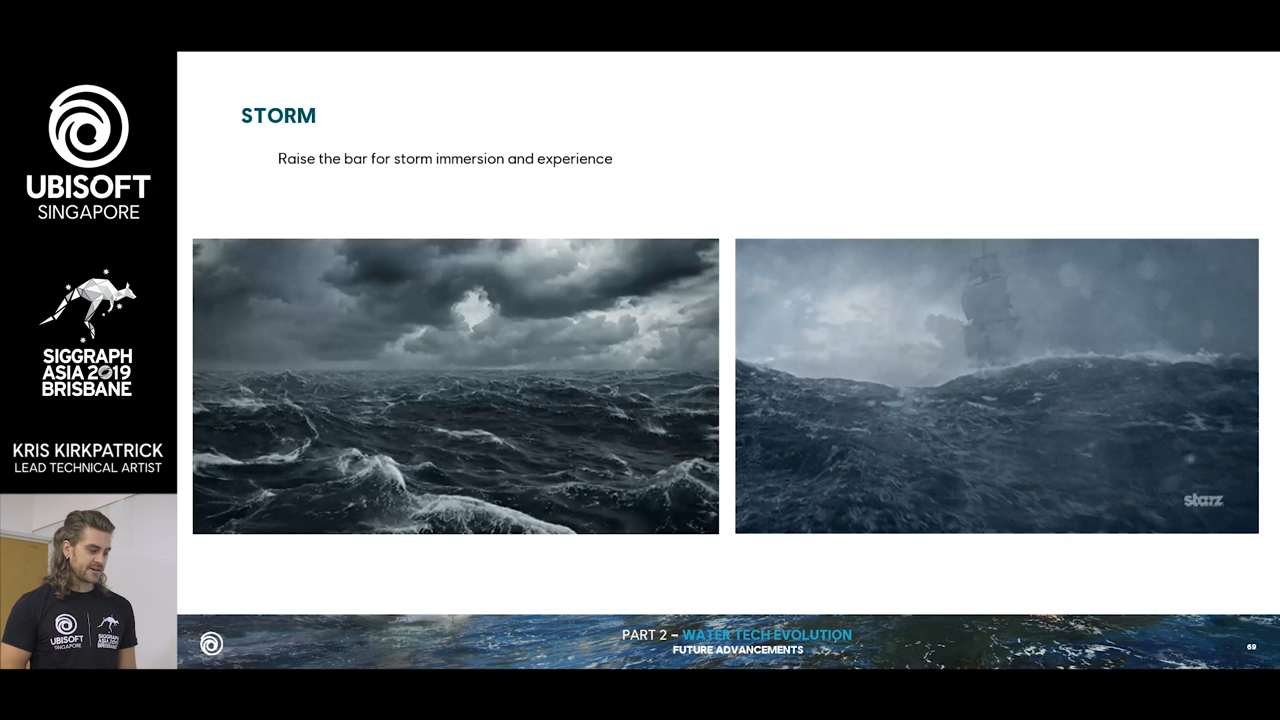 UBISOFT
SINGAPORE
SIGGRAPH
ASIA 2019
BRISBANE
KRIS KIRKPATRICK
LEAD TECHNICAL ARTIST
UBISOFT
SINGAPORE
SIGGRAPH
ASIA 2019
BRISBANE
STORM
Raise the bar for storm immersion and experience
starz
PART 2 – WATER TECH EVOLUTION
FUTURE ADVANCEMENTS
69